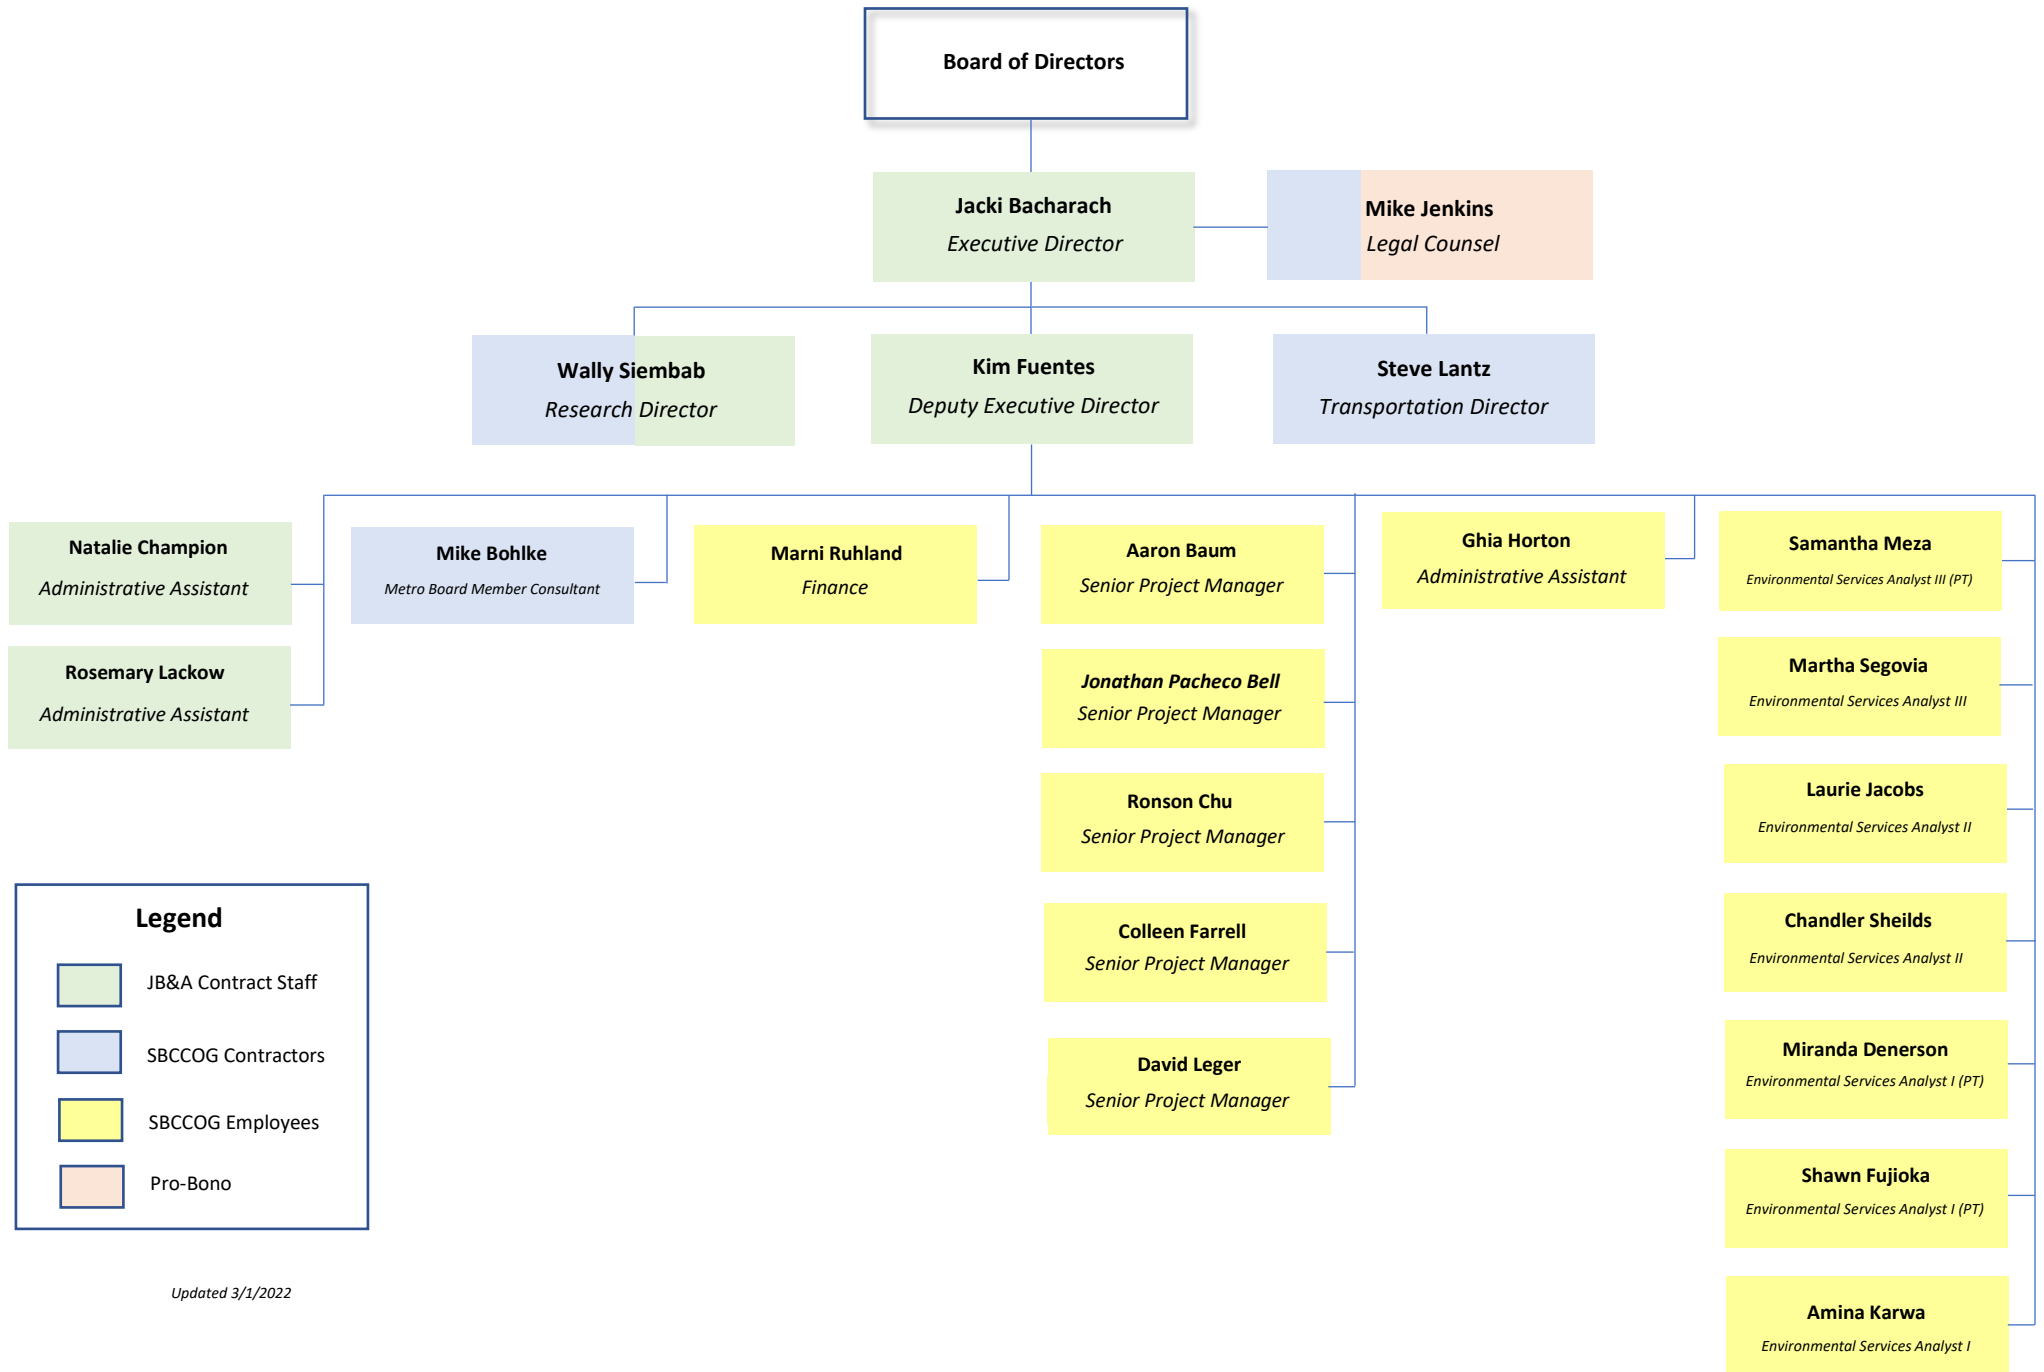 Board of Directors
Jacki Bacharach
Executive Director
Mike Jenkins
Legal Counsel
Wally Siembab
Research Director
Kim Fuentes
Deputy Executive Director
Steve Lantz
Transportation Director
Natalie Champion
Administrative Assistant
Rosemary Lackow
Administrative Assistant
Mike Bohlke
Metro Board Member Consultant
Marni Ruhland
Finance
Aaron Baum
Senior Project Manager
Jonathan Pacheco Bell
Senior Project Manager
Ronson Chu
Senior Project Manager
Colleen Farrell
Senior Project Manager
David Leger
Senior Project Manager
Ghia Horton
Administrative Assistant
Samantha Meza
Environmental Services Analyst III (PT)
Martha Segovia
Environmental Services Analyst III
Laurie Jacobs
Environmental Services Analyst II
Chandler Sheilds
Environmental Services Analyst II
Miranda Denerson
Environmental Services Analyst I (PT)
Shawn Fujioka
Environmental Services Analyst I (PT)
Amina Karwa
Environmental Services Analyst I
Legend
JB&A Contract Staff
SBCCOG Contractors
SBCCOG Employees
Pro-Bono
Updated 3/1/2022